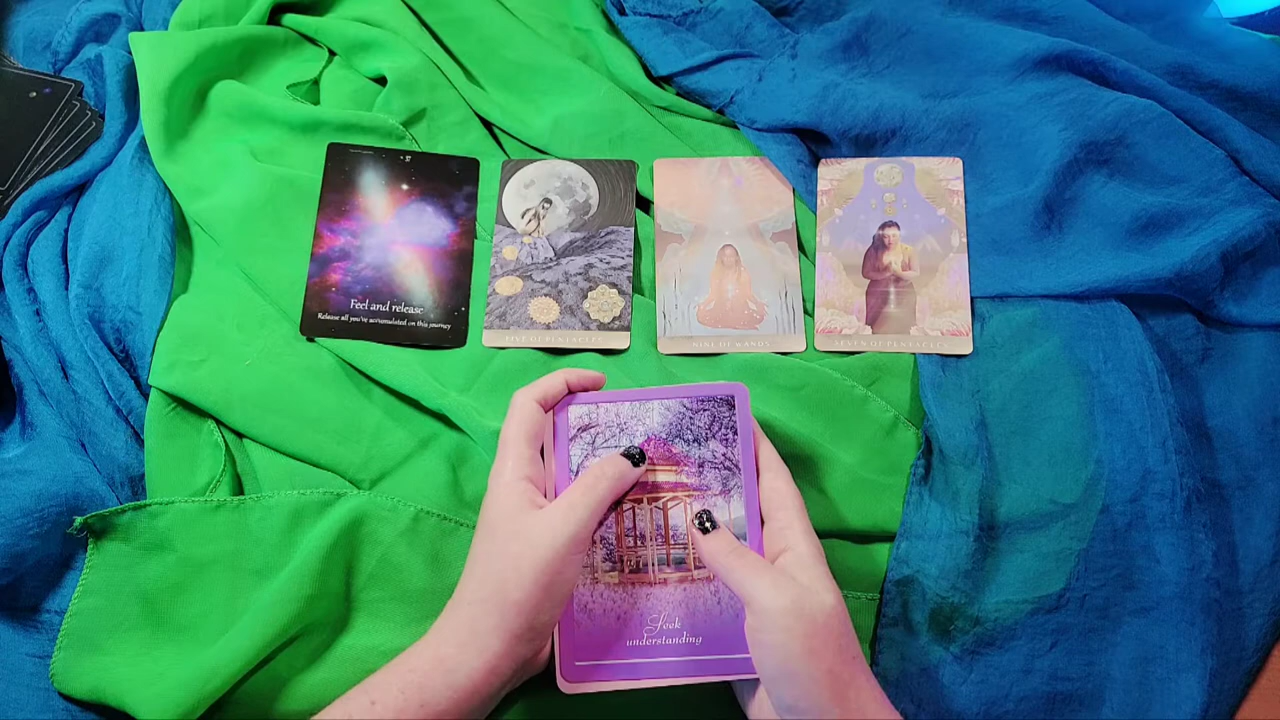 37
Feel and release
Release all you've accumulated on this journey
FIVE OF PENTACLES
NINE OF WANDS
SEVEN OF PENTACLES
Seek
understanding